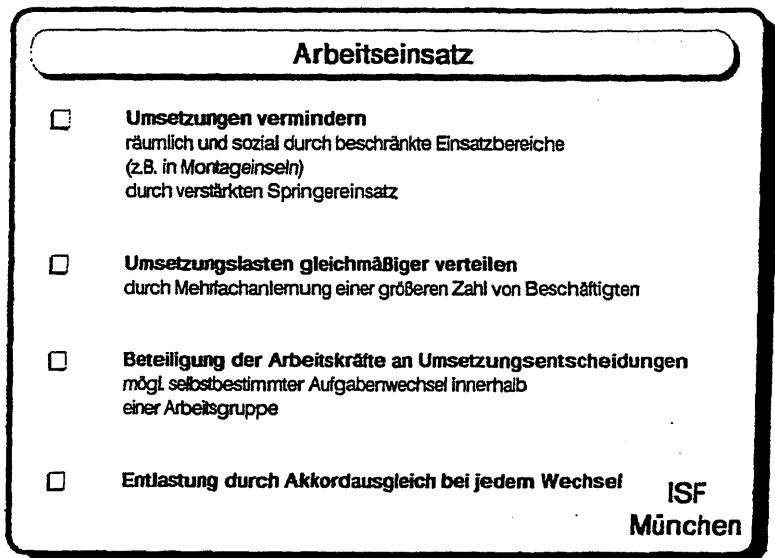 Arbeitseinsatz
Umsetzungen vermindern
räumlich und sozial durch beschränkte Einsatzbereiche
(z.B. in Montageinseln)
durch verstärkten Springereinsatz
Umsetzungslasten gleichmäßiger verteilen
durch Mehrfachanlernung einer größeren Zahl von Beschäftigten
Beteiligung der Arbeitskräfte an Umsetzungsentscheidungen
mögl. selbstbestimmter Aufgabenwechsel innerhalb
einer Arbeitsgruppe
Entlastung durch Akkordausgleich bei jedem Wechsel
ISF
München